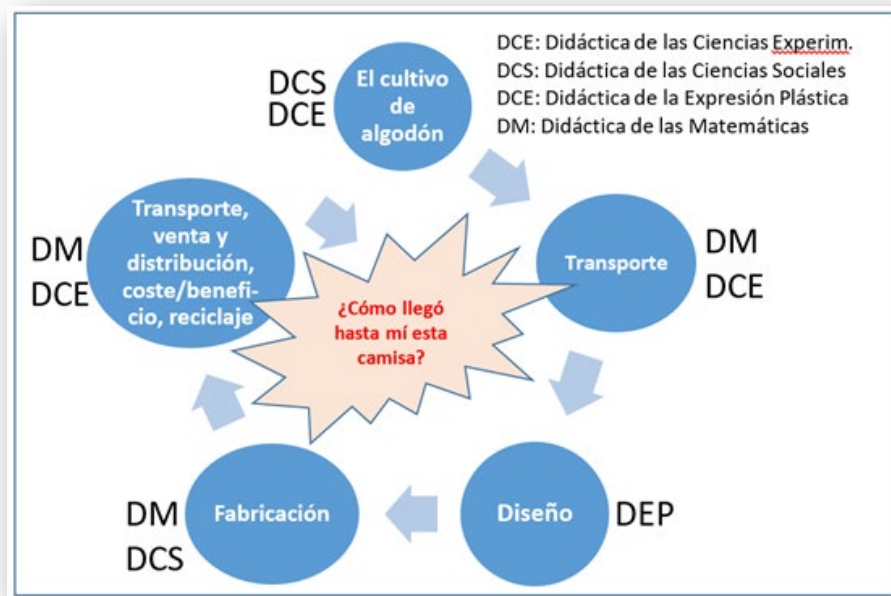 DCE: Didáctica de las Ciencias Experim.
DCS: Didáctica de las Ciencias Sociales
DCE: Didáctica de la Expresión Plástica
DM: Didáctica de las Matemáticas
DCS
DCE
El cultivo
de
algodón
DM
DCE
Transporte
DEP
Diseño
DM
DCS
Fabricación
DM
DCE
Transporte,
venta y
distribución,
coste/benefi-
cio, reciclaje
¿Cómo llegó
hasta mí esta
camisa?